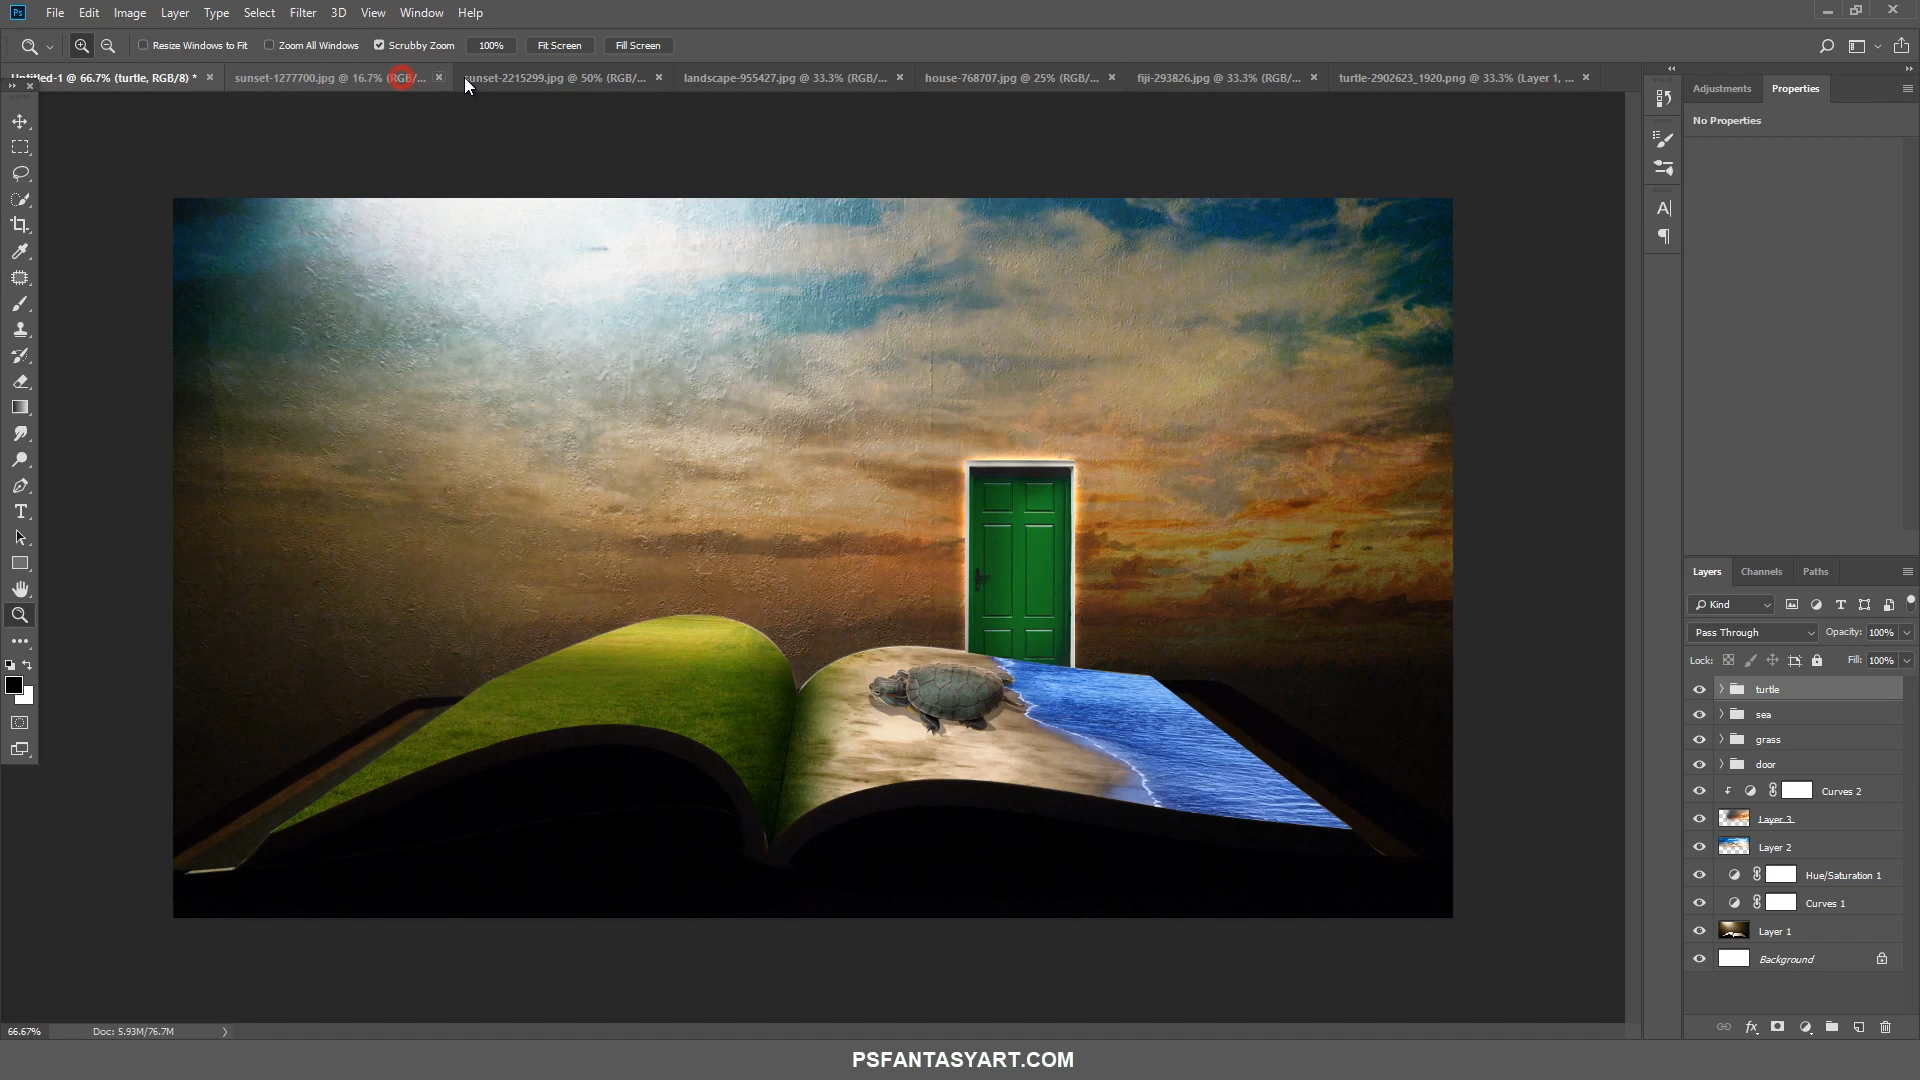 Ps File Edit Image Layer Type Select Filter 3D View Window Help
Resize Windows to Fit Zoom All Windows Scrubby Zoom 100% Fit Screen Fill Screen
Untitled-1 @ 66.7% (turtle, RGB/8) * sunset-1277700.jpg @ 16.7% (RGB/... sunset-2215299.jpg @ 50% (RGB/... landscape-955427.jpg @ 33.3% (RGB/... house-768707.jpg @ 25% (RGB/... fiji-293826.jpg @ 33.3% (RGB/... turtle-2902623_1920.png @ 33.3% (Layer 1, ...
Adjustments Properties
No Properties
Layers Channels Paths
Kind
Pass Through Opacity: 100%
Lock: Fill: 100%
turtle
sea
grass
door
Curves 2
Layer 3
Layer 2
Hue/Saturation 1
Curves 1
Layer 1
Background
66.67% Doc: 5.93M/76.7M
PSFANTASYART.COM